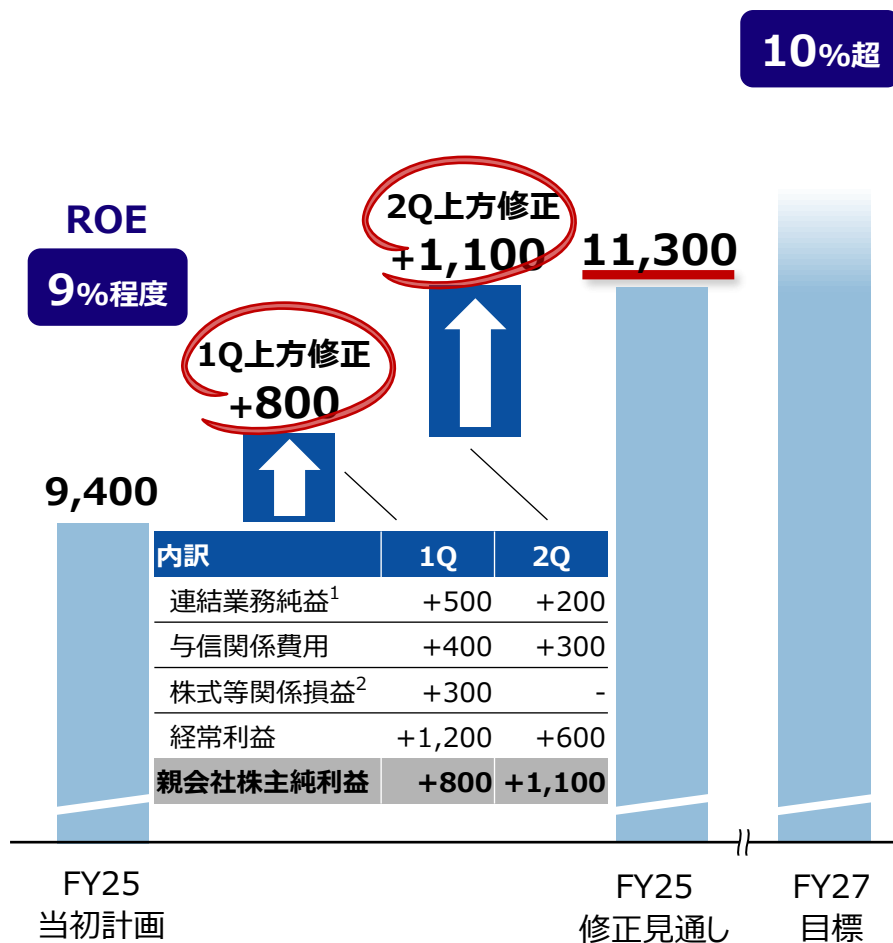 10%超
ROE
9%程度
2Q上方修正
+1,100
11,300
1Q上方修正
+800
9,400
内訳 1Q 2Q
連結業務純益1 +500 +200
与信関係費用 +400 +300
株式等関係損益2 +300 -
経常利益 +1,200 +600
親会社株主純利益 +800 +1,100
FY25
当初計画
FY25
修正見通し
FY27
目標